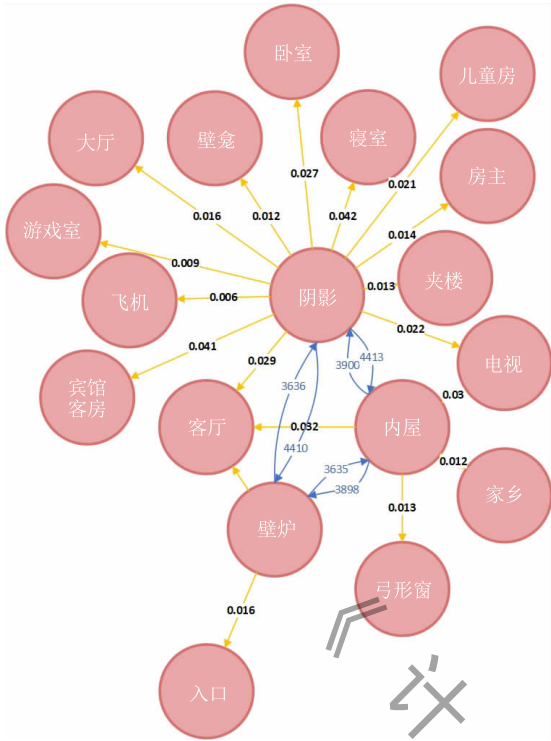 卧室
儿童房
大厅
壁龛
寝室
房主
0.027
0.021
0.016
0.012
0.042
0.014
游戏室
0.009
飞机
0.006
阴影
0.013
夹楼
0.022
0.041
0.029
电视
宾馆
客房
3636
3900
4413
0.03
客厅
0.032
内屋
4410
0.012
3635
3898
家乡
0.013
壁炉
弓形窗
0.016
入口
《计